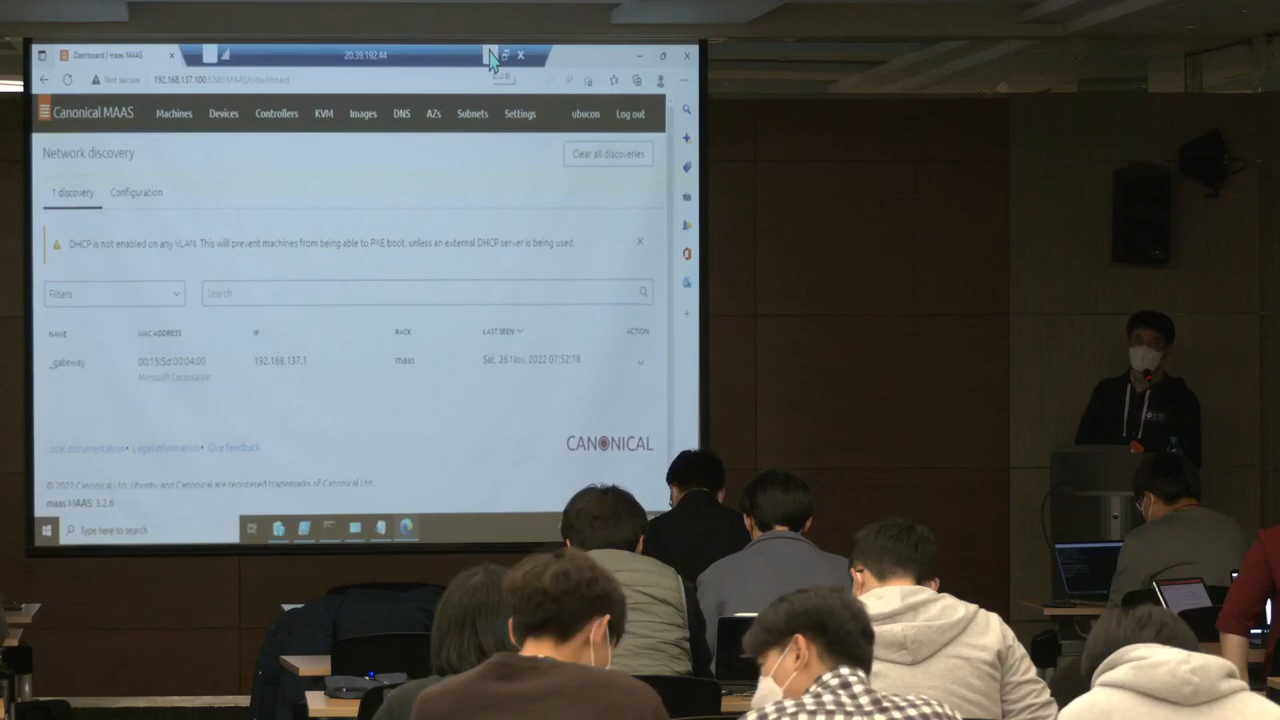 Dashboard | maas MAAS
20.39.192.44
Not secure
192.168.137.100:5240/MAAS/r/dashboard
Canonical MAAS Machines Devices Controllers KVM Images DNS AZs Subnets Settings ubucon Log out
Network discovery
Clear all discoveries
1 discovery Configuration
DHCP is not enabled on any VLAN. This will prevent machines from being able to PXE boot, unless an external DHCP server is being used.
Filters
Search
NAME MAC ADDRESS IP RACK LAST SEEN ACTION
_gateway 00:15:5d:00:04:00 192.168.137.1 maas Sat, 26 Nov. 2022 07:52:18
Microsoft Corporation
Local documentation • Legal information • Give feedback
CANONICAL
© 2022 Canonical Ltd. Ubuntu and Canonical are registered trademarks of Canonical Ltd.
maas MAAS: 3.2.6
Type here to search